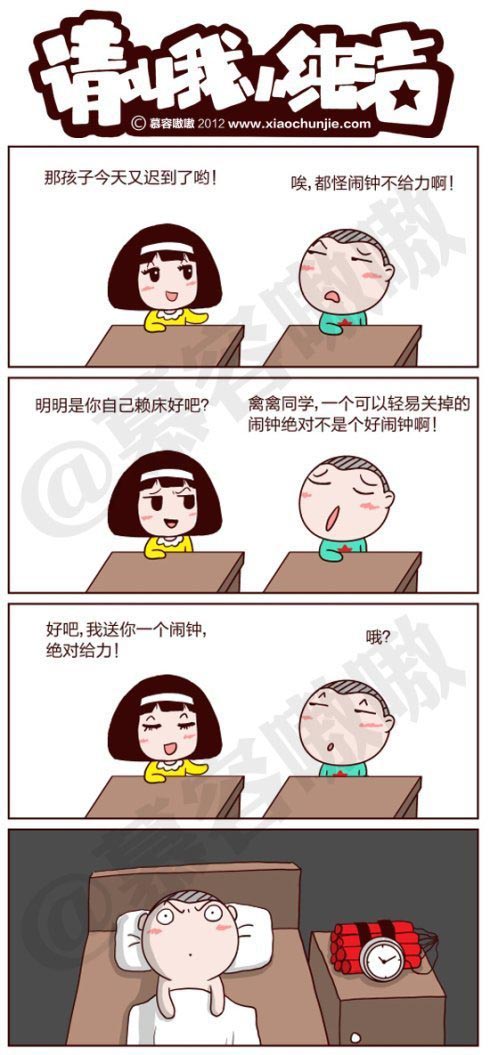 请叫我小纯洁
© 慕容嗷嗷 2012 www.xiaochunjie.com
那孩子今天又迟到了哟！
唉，都怪闹钟不给力啊！
明明是你自己赖床好吧？
禽禽同学，一个可以轻易关掉的
闹钟绝对不是个好闹钟啊！
好吧，我送你一个闹钟，
绝对给力！
哦？
@慕容嗷嗷
@慕容嗷嗷